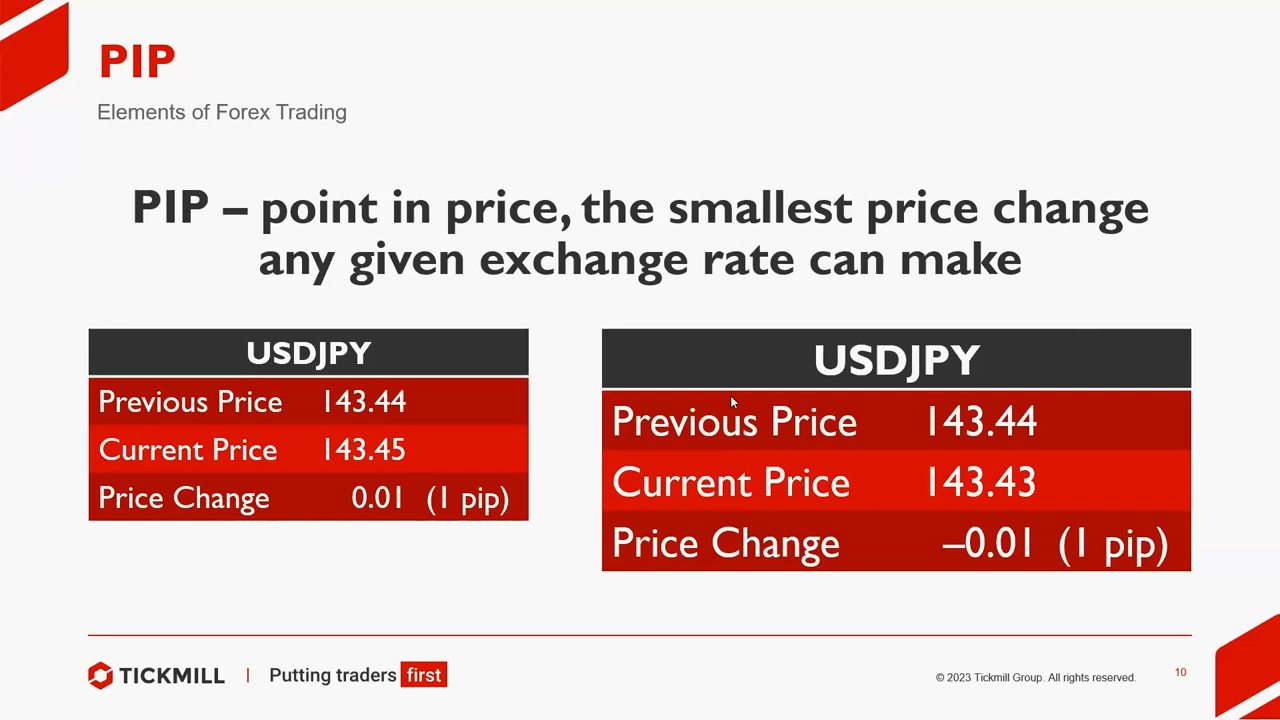 PIP
Elements of Forex Trading
PIP – point in price, the smallest price change
any given exchange rate can make
USDJPY
Previous Price 143.44
Current Price 143.45
Price Change 0.01 (1 pip)
USDJPY
Previous Price 143.44
Current Price 143.43
Price Change –0.01 (1 pip)
TICKMILL | Putting traders first
© 2023 Tickmill Group. All rights reserved.
10